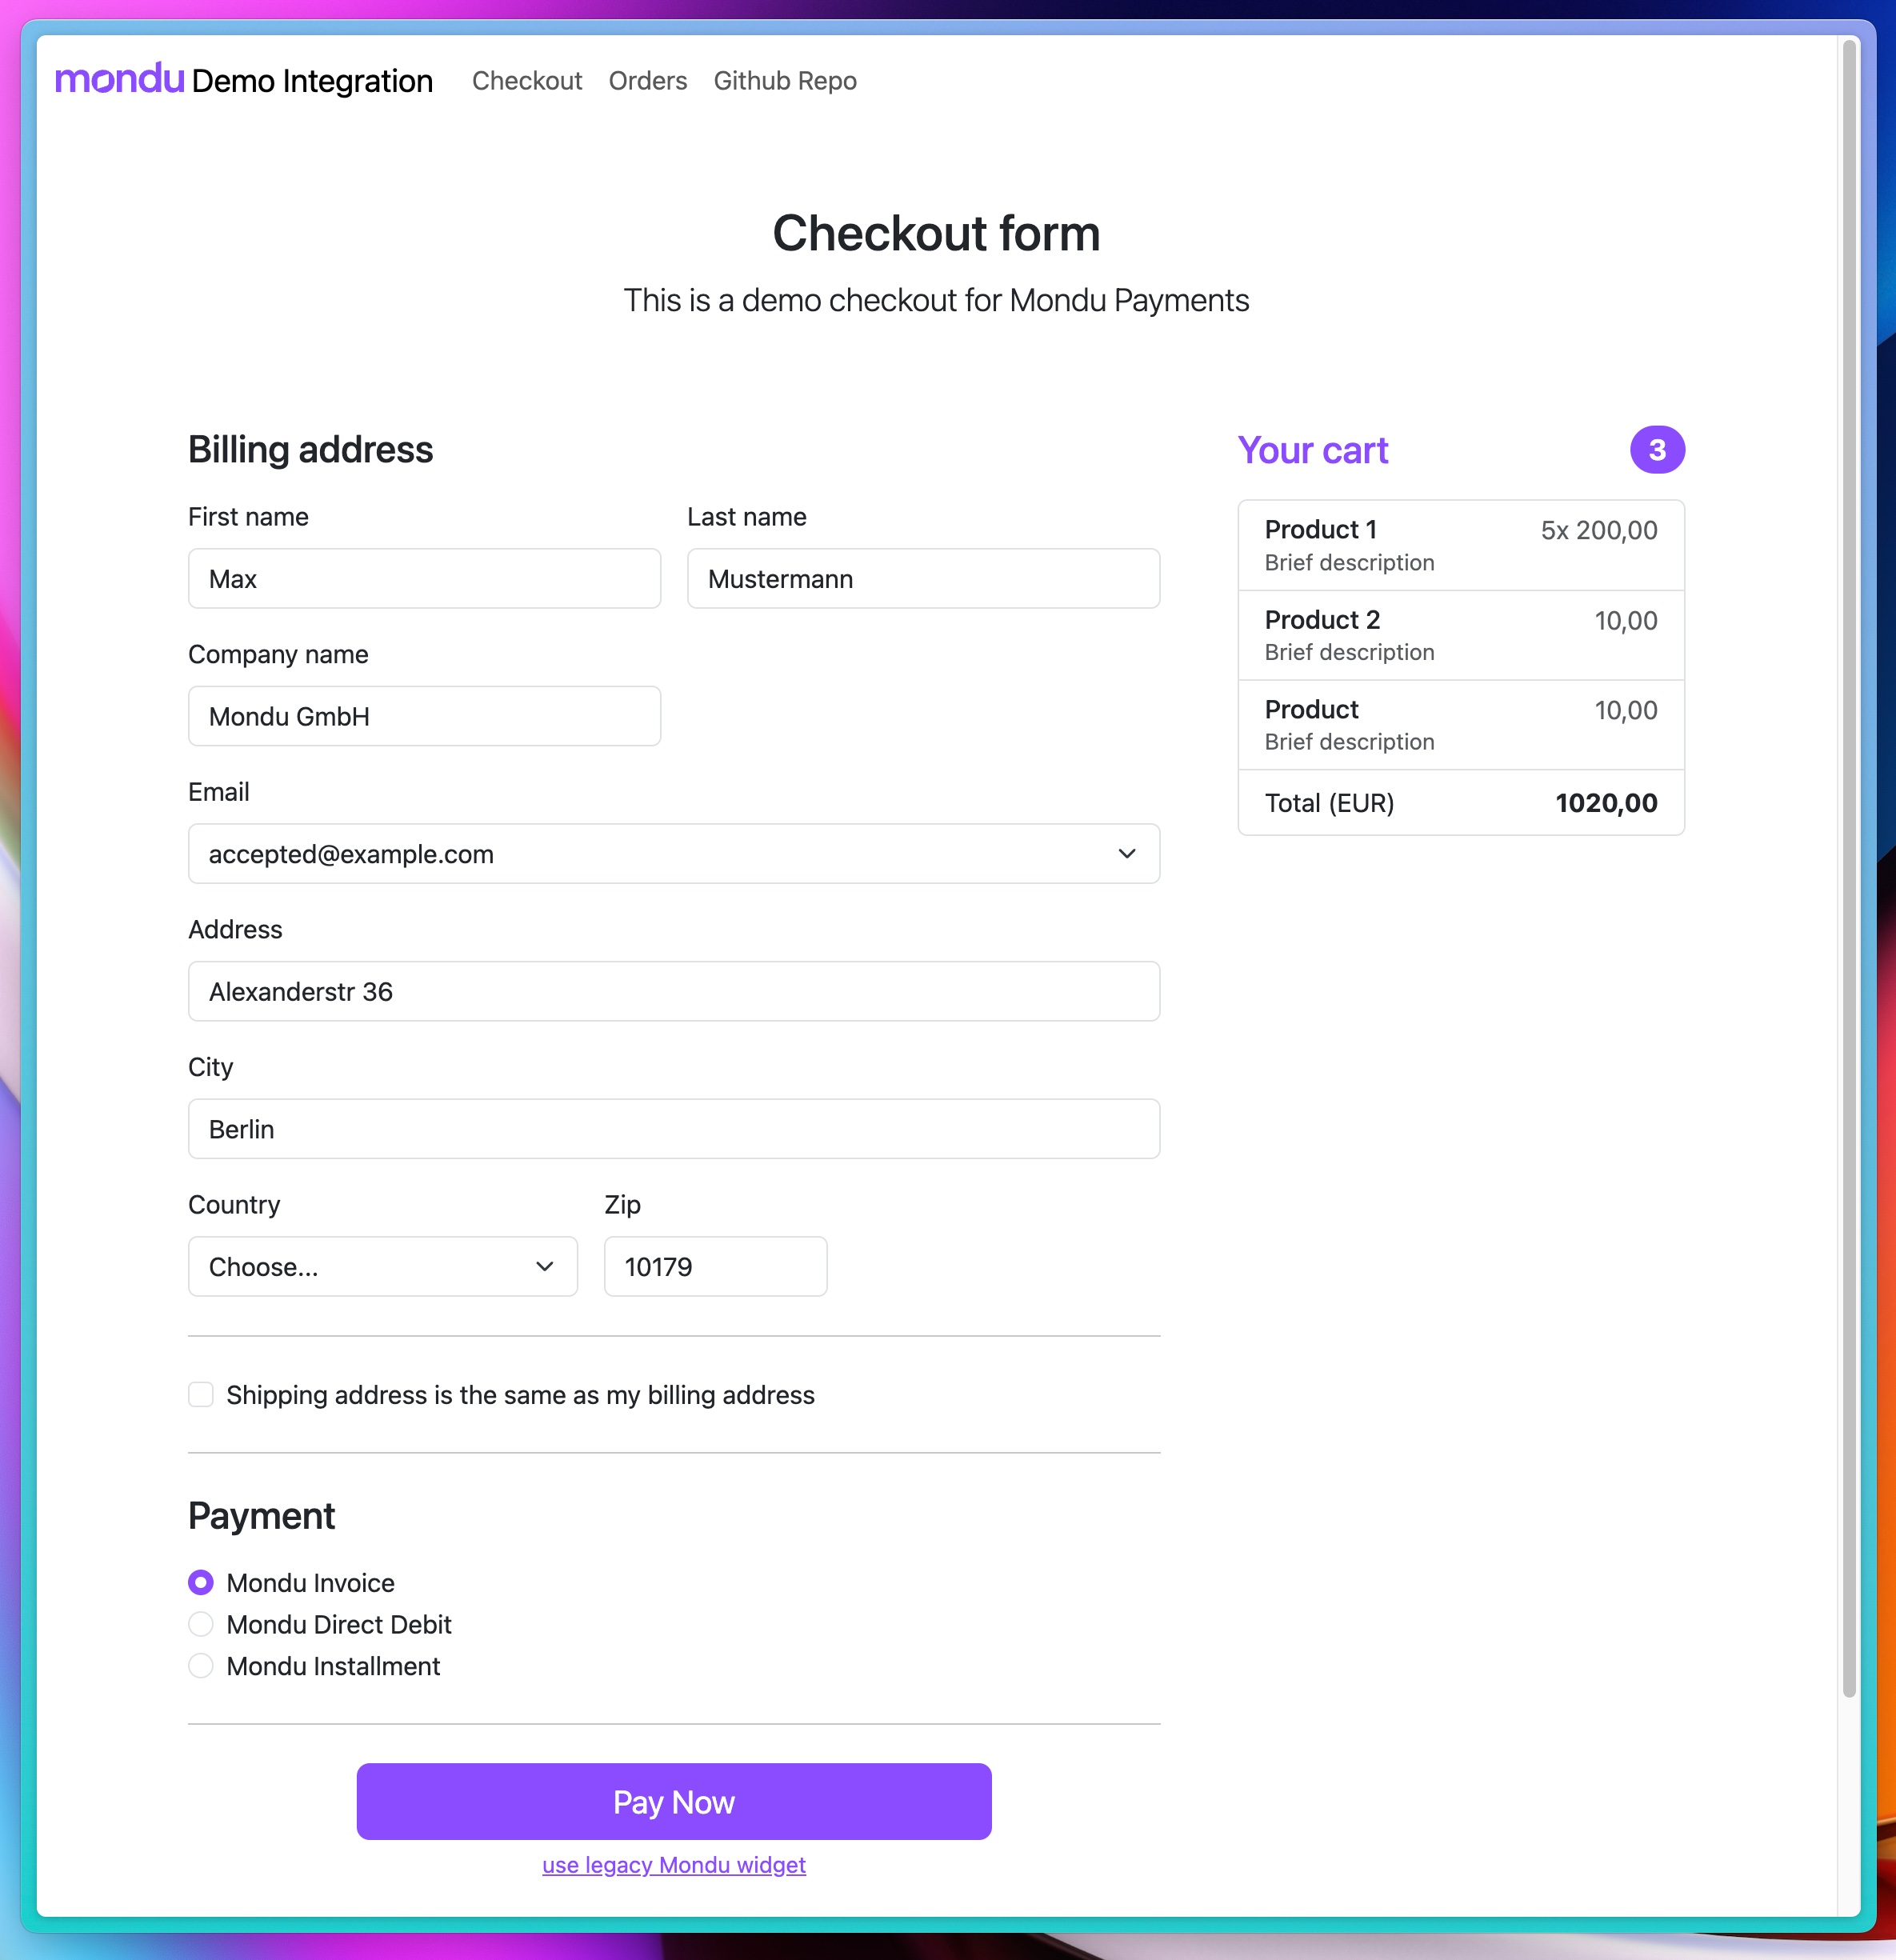 mondu Demo Integration Checkout Orders Github Repo
Checkout form
This is a demo checkout for Mondu Payments
Billing address
First name
Last name
Max
Mustermann
Company name
Mondu GmbH
Email
accepted@example.com
Address
Alexanderstr 36
City
Berlin
Country
Zip
Choose...
10179
Shipping address is the same as my billing address
Payment
Mondu Invoice
Mondu Direct Debit
Mondu Installment
Pay Now
use legacy Mondu widget
Your cart 3
Product 1 5x 200,00
Brief description
Product 2 10,00
Brief description
Product 10,00
Brief description
Total (EUR) 1020,00